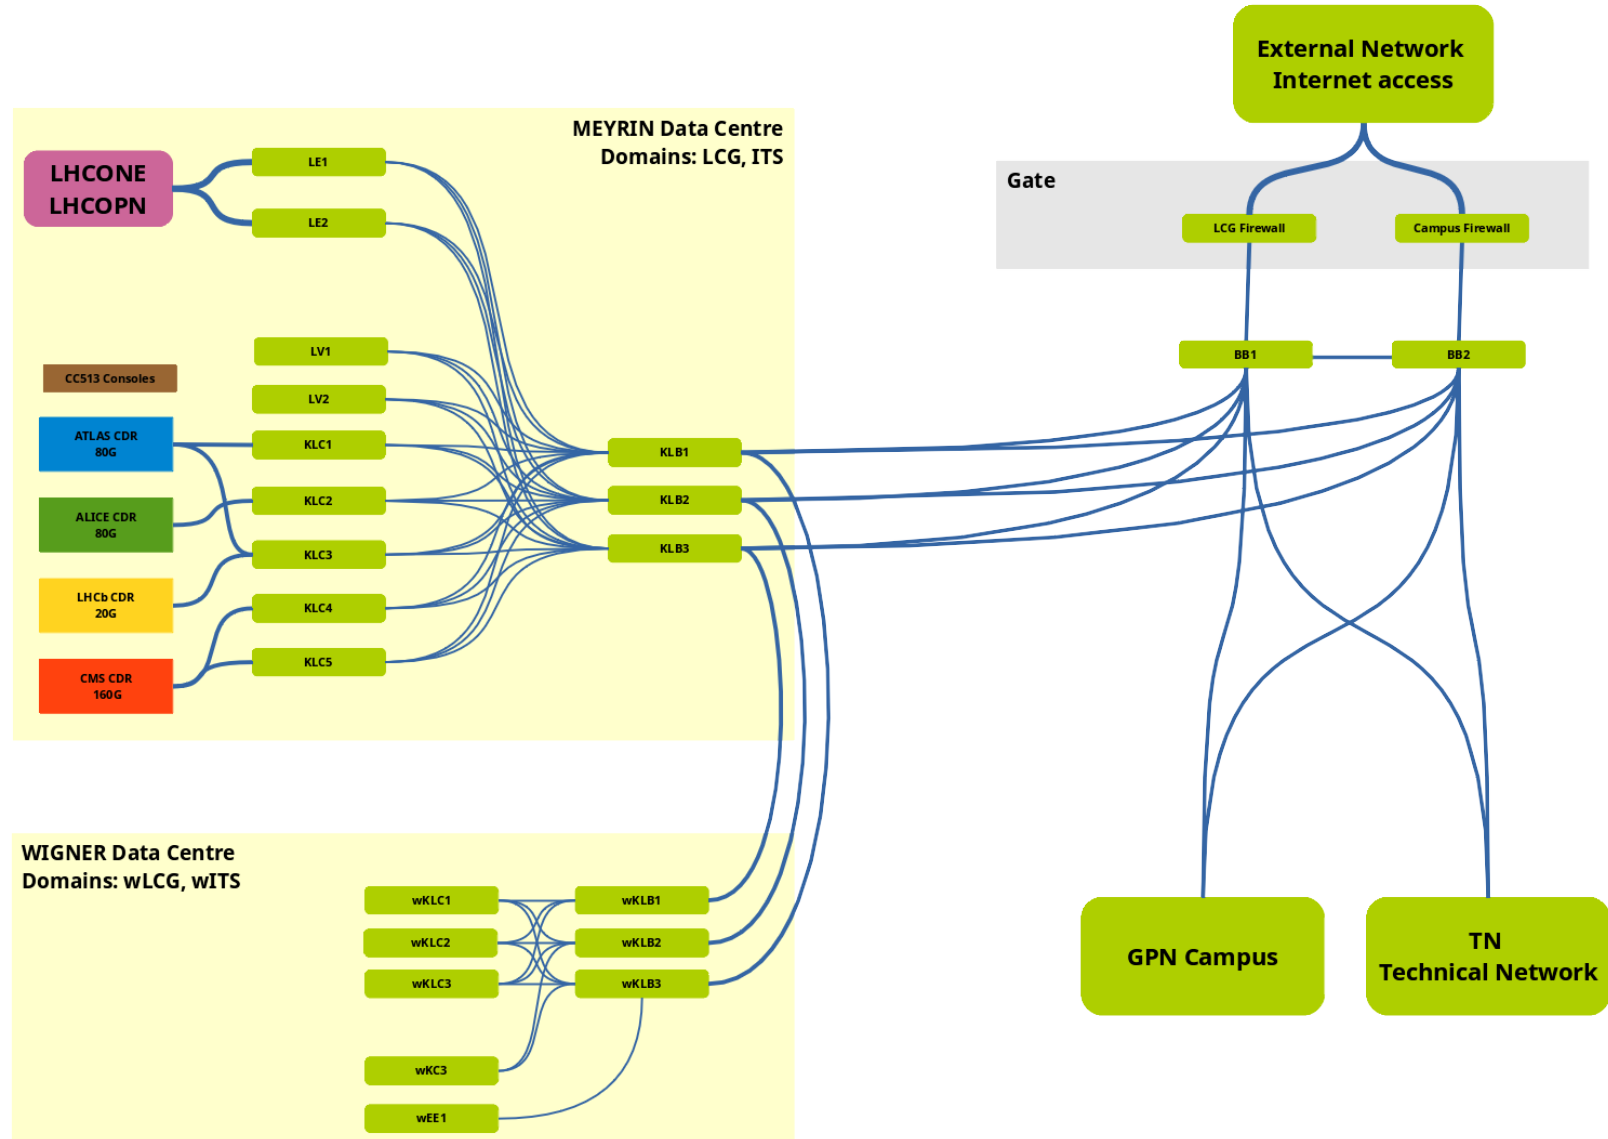 External Network
Internet access
MEYRIN Data Centre
Domains: LCG, ITS
LHCONE
LHCOPN
LE1
LE2
Gate
LCG Firewall
Campus Firewall
LV1
LV2
CC513 Consoles
ATLAS CDR
80G
ALICE CDR
80G
LHCb CDR
20G
CMS CDR
160G
KLC1
KLC2
KLC3
KLC4
KLC5
KLB1
KLB2
KLB3
BB1
BB2
WIGNER Data Centre
Domains: wLCG, wITS
wKLC1
wKLC2
wKLC3
wKC3
wEE1
wKLB1
wKLB2
wKLB3
GPN Campus
TN
Technical Network